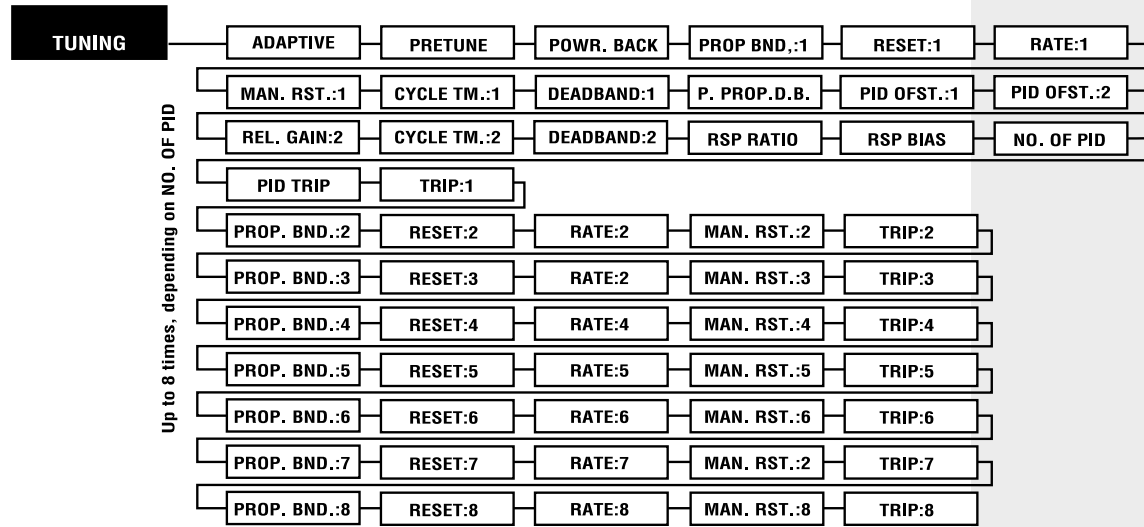 TUNING
ADAPTIVE
PRETUNE
POWR. BACK
PROP BND,:1
RESET:1
RATE:1
MAN. RST.:1
CYCLE TM.:1
DEADBAND:1
P. PROP.D.B.
PID OFST.:1
PID OFST.:2
REL. GAIN:2
CYCLE TM.:2
DEADBAND:2
RSP RATIO
RSP BIAS
NO. OF PID
PID TRIP
TRIP:1
Up to 8 times, depending on NO. OF PID
PROP. BND.:2
RESET:2
RATE:2
MAN. RST.:2
TRIP:2
PROP. BND.:3
RESET:3
RATE:2
MAN. RST.:3
TRIP:3
PROP. BND.:4
RESET:4
RATE:4
MAN. RST.:4
TRIP:4
PROP. BND.:5
RESET:5
RATE:5
MAN. RST.:5
TRIP:5
PROP. BND.:6
RESET:6
RATE:6
MAN. RST.:6
TRIP:6
PROP. BND.:7
RESET:7
RATE:7
MAN. RST.:2
TRIP:7
PROP. BND.:8
RESET:8
RATE:8
MAN. RST.:8
TRIP:8